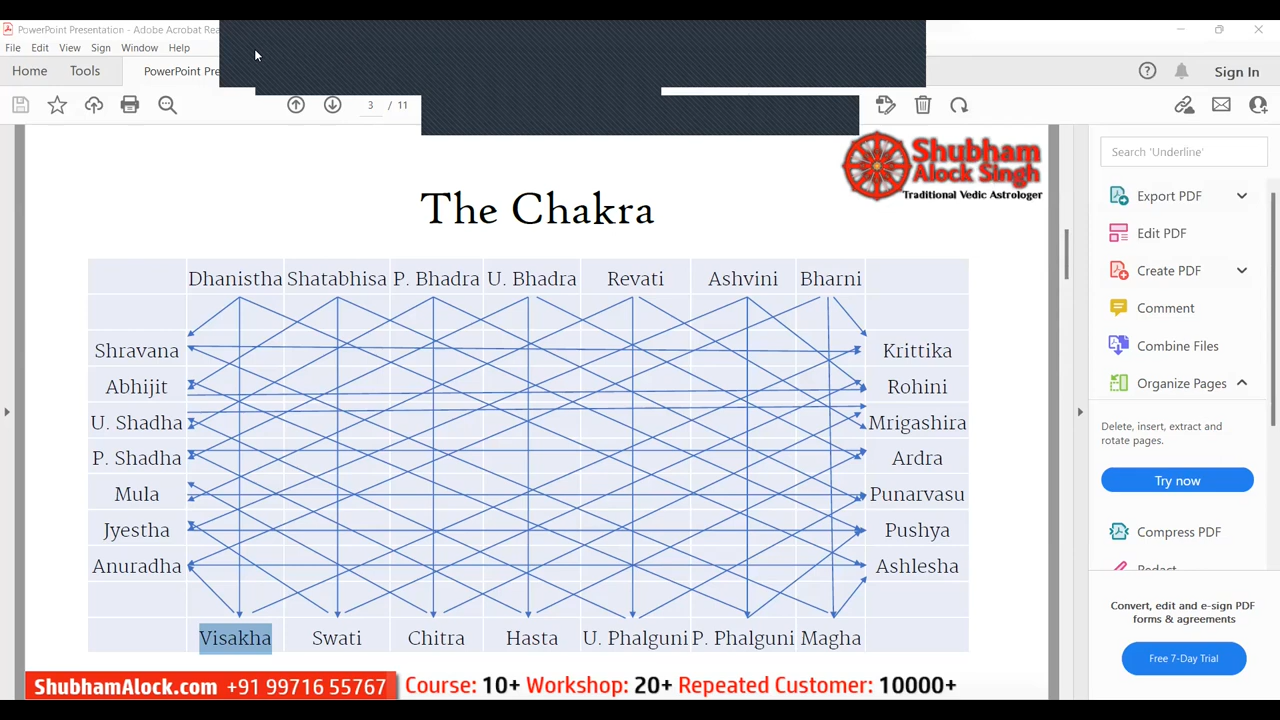 PowerPoint Presentation - Adobe Acrobat Rea
File Edit View Sign Window Help
Home Tools PowerPoint Pre
Sign In
3 / 11
Shubham
Alock Singh
Traditional Vedic Astrologer
The Chakra
Dhanistha Shatabhisa P. Bhadra U. Bhadra Revati Ashvini Bharni
Shravana Krittika
Abhijit Rohini
U. Shadha Mrigashira
P. Shadha Ardra
Mula Punarvasu
Jyestha Pushya
Anuradha Ashlesha
Visakha Swati Chitra Hasta U. Phalguni P. Phalguni Magha
ShubhamAlock.com +91 99716 55767 Course: 10+ Workshop: 20+ Repeated Customer: 10000+
Search 'Underline'
Export PDF
Edit PDF
Create PDF
Comment
Combine Files
Organize Pages
Delete, insert, extract and
rotate pages.
Try now
Compress PDF
Redact
Convert, edit and e-sign PDF
forms & agreements
Free 7-Day Trial